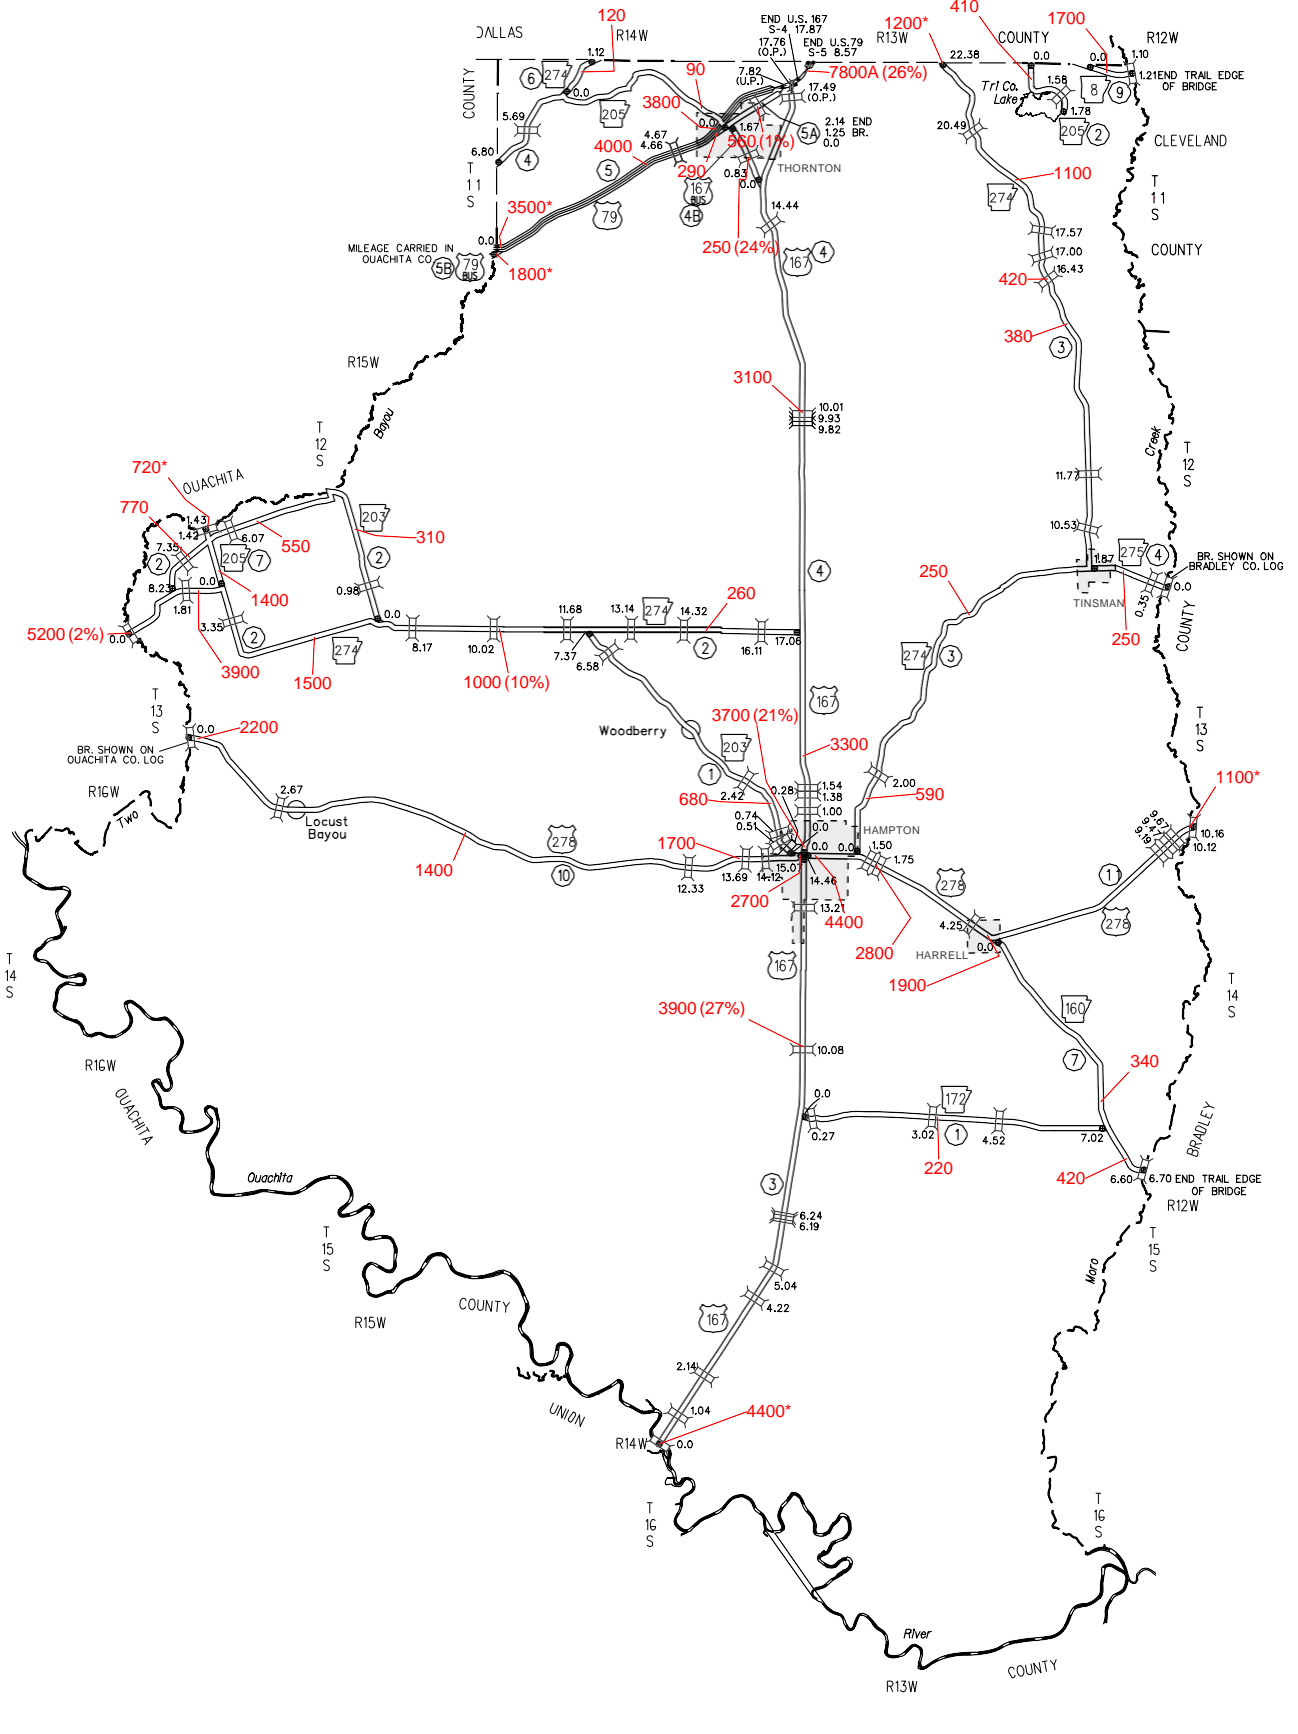 120
410
DALLAS
R14W
END U.S. 167
S-4 17.87
17.76
(O.P.)
END U.S.79
S-5 8.57
1200*
R13W
COUNTY
1700
R12W
1.12
7.82
(U.P.)
22.38
0.0
0.0
1.10
6
274
0.0
90
7800A (26%)
17.49
(O.P.)
Tri Co.
Lake
1.58
8
9
1.21 END TRAIL EDGE
OF BRIDGE
COUNTY
5.69
205
3800
0.0
1.67
5A
2.14 END
1.25 BR.
0.0
20.49
1.78
205
2
CLEVELAND
6.80
4
4.67
4.66
4000
560 (1%)
T
11
S
5
290
0.83
0.0
THORNTON
1100
T
11
S
79
167
BUS
4B
274
3500*
14.44
17.57
0.0
250 (24%)
4
17.00
COUNTY
MILEAGE CARRIED IN
OUACHITA CO.
5B
79
BUS
1800*
167
420
16.43
380
3
R15W
3100
10.01
9.93
9.82
Bayou
T
12
S
Creek
T
12
S
720*
OUACHITA
11.77
770
1.43
1.42
6.07
550
203
310
10.53
7.35
2
205
7
2
4
1.87
275
4
BR. SHOWN ON
BRADLEY CO. LOG
8.23
0.0
0.98
250
0.0
1.81
1400
TINSMAN
0.35
5200 (2%)
0.0
3.35
2
0.0
11.68
13.14
274
14.32
260
250
COUNTY
274
8.17
10.02
7.37
6.58
2
16.11
17.06
274
3
3900
1500
1000 (10%)
T
13
S
167
T
13
S
0.0
2200
Woodberry
3700 (21%)
BR. SHOWN ON
OUACHITA CO. LOG
203
3300
R16W
1
2.00
1100*
2.67
2.42
0.28
1.54
1.38
590
Two
680
1.00
Locust
Bayou
0.74
0.51
0.0
HAMPTON
9.67
9.47
9.19
10.16
10.12
278
1700
0.0
0.0
1.50
1.75
1400
10
12.33
13.69
14.12
15.07
14.46
278
11
2700
13.21
4400
4.25
278
2800
HARRELL
0.0
T
14
S
167
1900
T
14
S
3900 (27%)
160
10.08
R16W
7
340
OUACHITA
0.0
172
0.27
3.02
1
4.52
7.02
BRADLEY
220
420
6.60
6.70 END TRAIL EDGE
OF BRIDGE
Ouachita
3
R12W
T
15
S
6.24
6.19
T
15
S
5.04
Moro
COUNTY
4.22
R15W
167
2.14
UNION
1.04
4400*
R14W
0.0
T
16
S
T
16
S
River
COUNTY
R13W